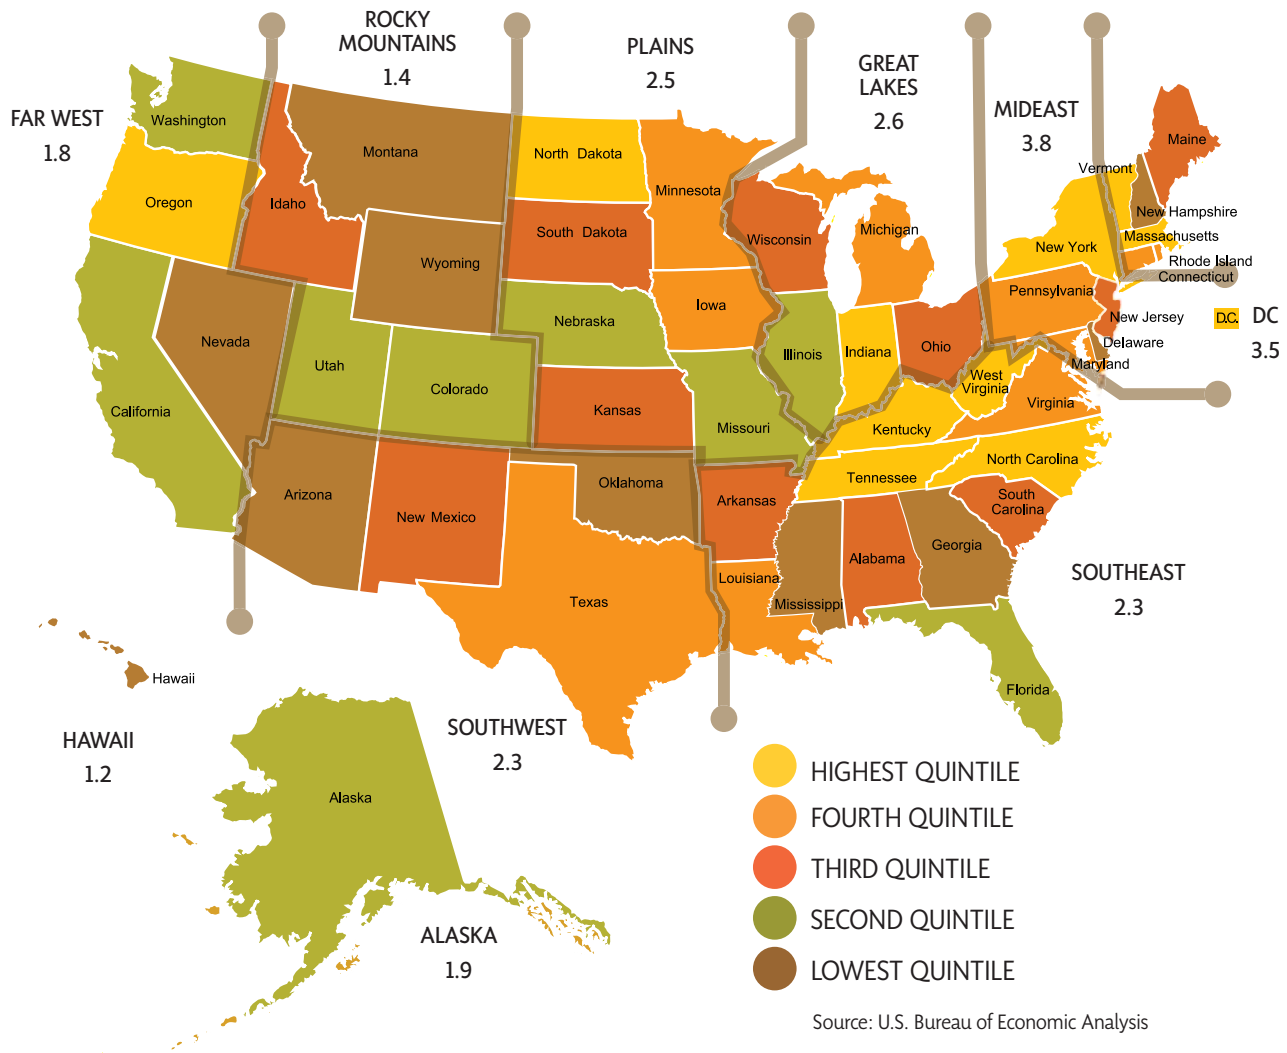 ROCKY
MOUNTAINS
1.4
PLAINS
2.5
GREAT
LAKES
2.6
MIDEAST
3.8
FAR WEST
1.8
Washington
Oregon
Idaho
Montana
Wyoming
North Dakota
South Dakota
Nebraska
Minnesota
Iowa
Wisconsin
Michigan
Illinois
Indiana
Ohio
Maine
Vermont
New Hampshire
Massachusetts
New York
Rhode Island
Connecticut
Pennsylvania
New Jersey
Delaware
Maryland
D.C.
DC
3.5
West
Virginia
Virginia
Nevada
Utah
Colorado
California
Kansas
Missouri
Kentucky
Tennessee
North Carolina
South
Carolina
Arizona
New Mexico
Oklahoma
Arkansas
Texas
Louisiana
Mississippi
Alabama
Georgia
Florida
SOUTHEAST
2.3
Hawaii
HAWAII
1.2
SOUTHWEST
2.3
Alaska
ALASKA
1.9
HIGHEST QUINTILE
FOURTH QUINTILE
THIRD QUINTILE
SECOND QUINTILE
LOWEST QUINTILE
Source: U.S. Bureau of Economic Analysis